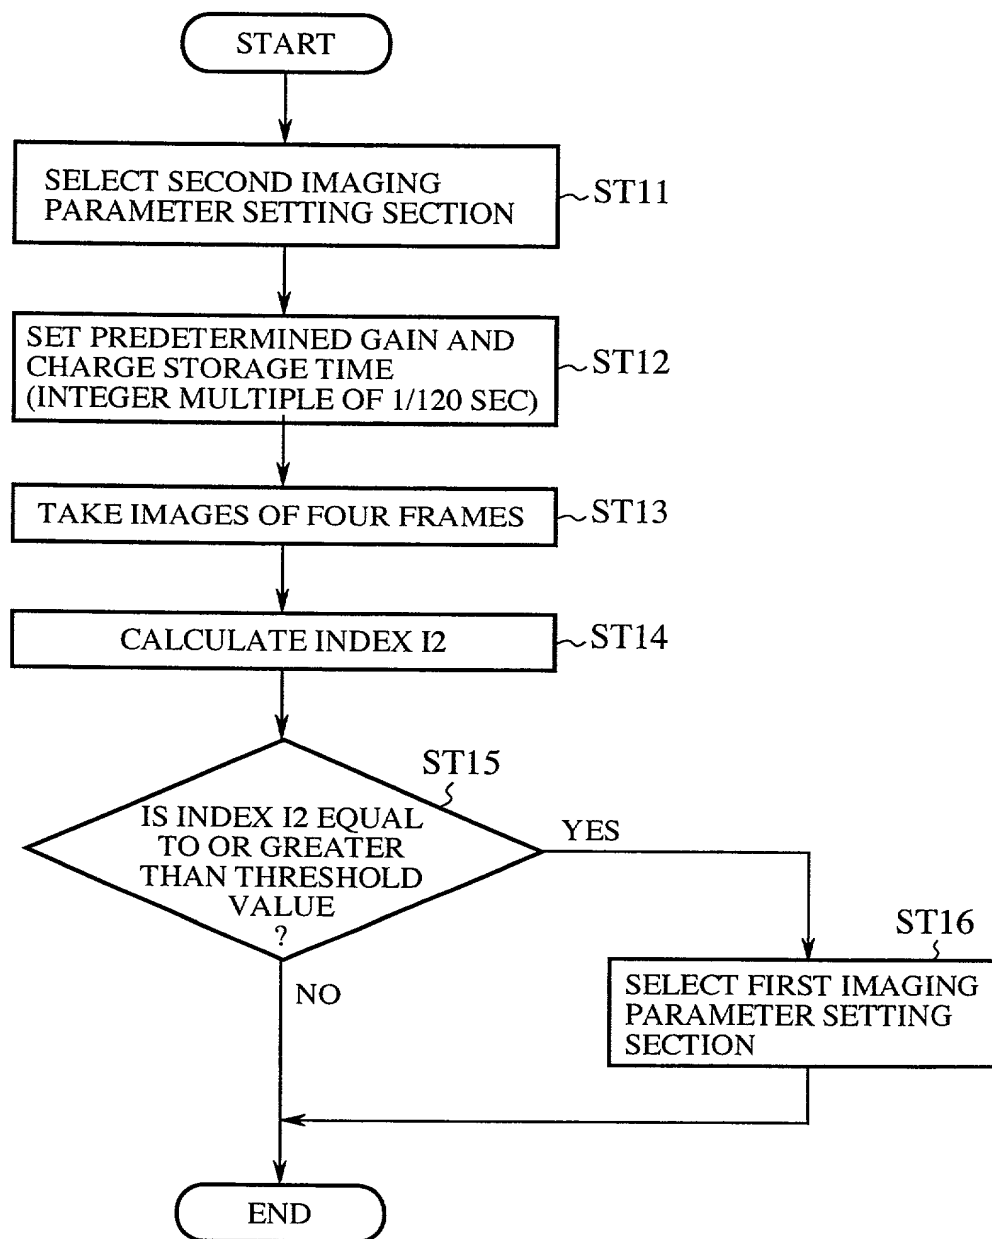 START
SELECT SECOND IMAGING
PARAMETER SETTING SECTION
ST11
SET PREDETERMINED GAIN AND
CHARGE STORAGE TIME
(INTEGER MULTIPLE OF 1/120 SEC)
ST12
TAKE IMAGES OF FOUR FRAMES
ST13
CALCULATE INDEX I2
ST14
ST15
IS INDEX I2 EQUAL
TO OR GREATER
THAN THRESHOLD
VALUE
?
YES
NO
ST16
SELECT FIRST IMAGING
PARAMETER SETTING
SECTION
END